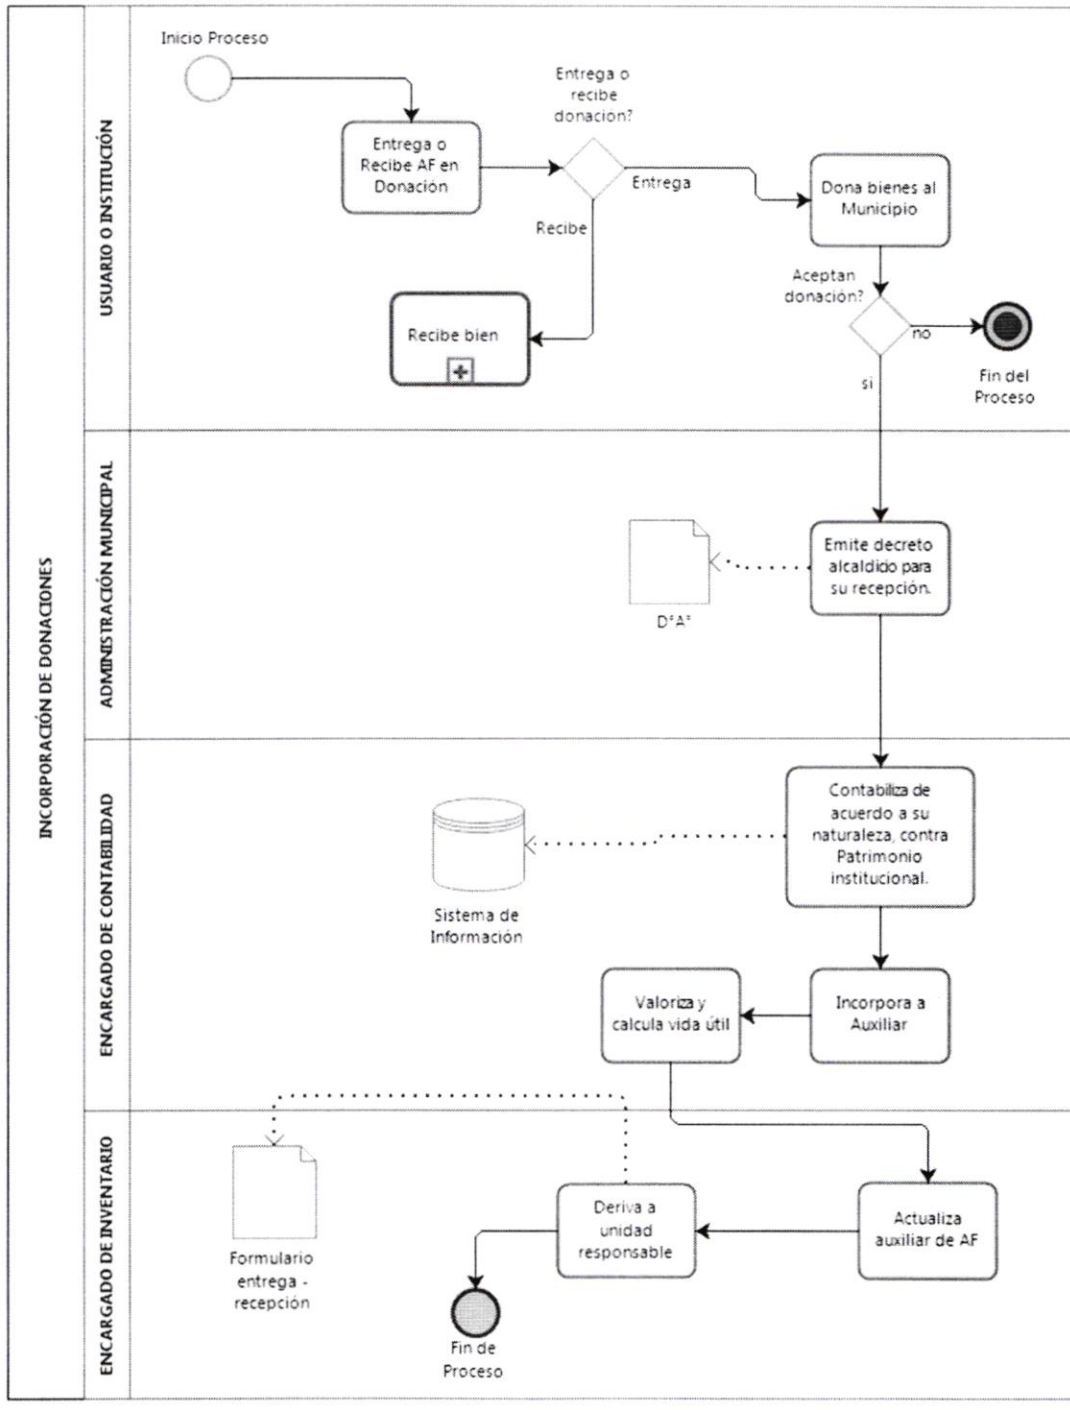 INCORPORACIÓN DE DONACIONES
USUARIO O INSTITUCIÓN
Inicio Proceso
Entrega o
Recibe AF en
Donación
Entrega o
recibe
donación?
Entrega
Recibe
Dona bienes al
Municipio
Recibe bien
Aceptan
donación?
no
si
Fin del
Proceso
ADMINISTRACIÓN MUNICIPAL
Emite decreto
alcaldicio para
su recepción.
D°A°
ENCARGADO DE CONTABILIDAD
Contabiliza de
acuerdo a su
naturaleza, contra
Patrimonio
institucional.
Sistema de
Información
Incorpora a
Auxiliar
Valoriza y
calcula vida útil
ENCARGADO DE INVENTARIO
Actualiza
auxiliar de AF
Deriva a
unidad
responsable
Formulario
entrega -
recepción
Fin de
Proceso